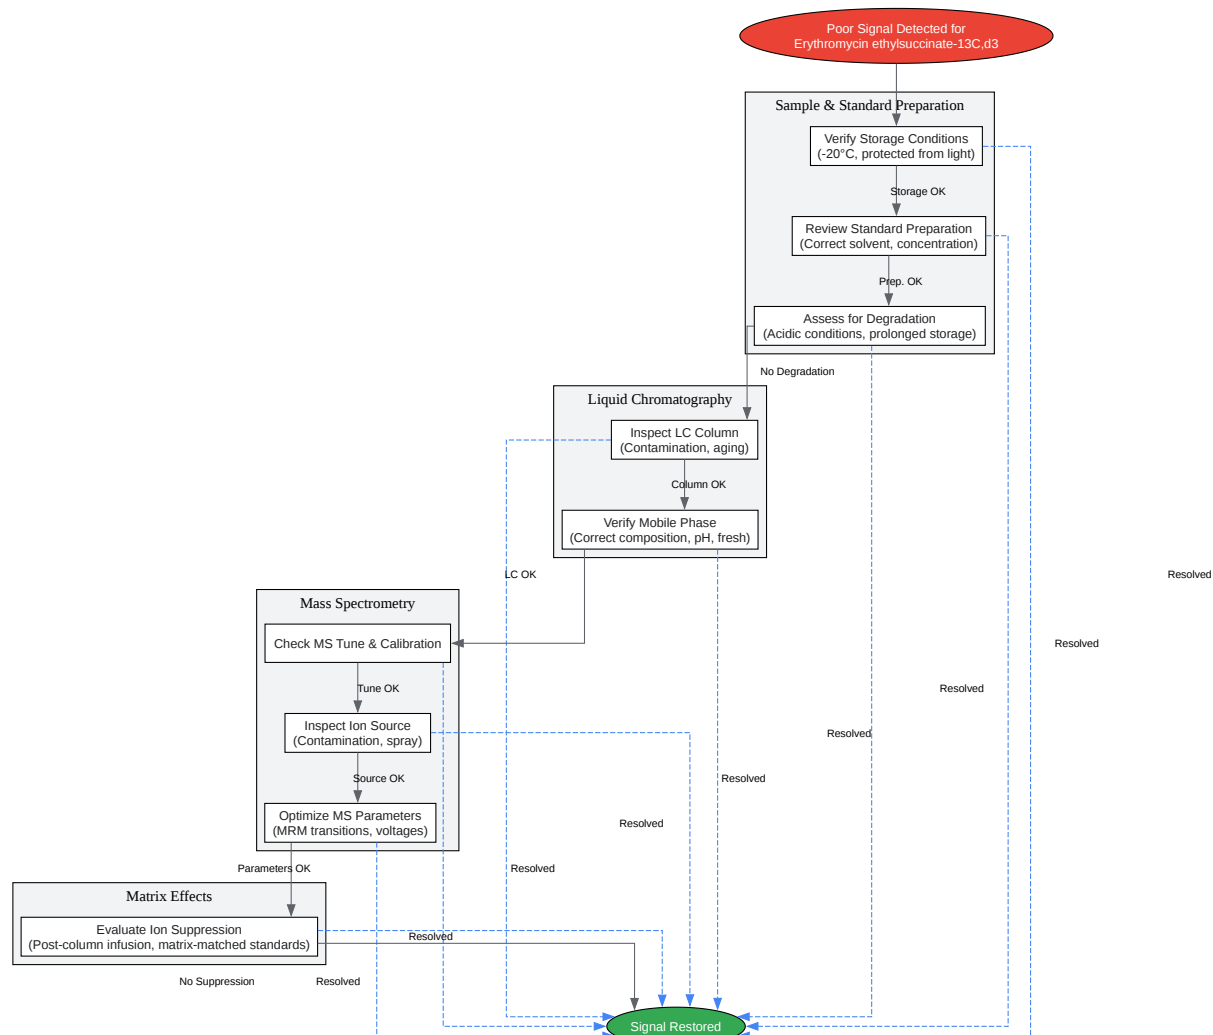 Poor Signal Detected for
Erythromycin ethylsuccinate-13C,d3
Sample & Standard Preparation
Verify Storage Conditions
(-20°C, protected from light)
Storage OK
Review Standard Preparation
(Correct solvent, concentration)
Prep. OK
Assess for Degradation
(Acidic conditions, prolonged storage)
No Degradation
Liquid Chromatography
Inspect LC Column
(Contamination, aging)
Column OK
Verify Mobile Phase
(Correct composition, pH, fresh)
LC OK
Resolved
Mass Spectrometry
Check MS Tune & Calibration
Resolved
Tune OK
Resolved
Inspect Ion Source
(Contamination, spray)
Resolved
Source OK
Resolved
Optimize MS Parameters
(MRM transitions, voltages)
Resolved
Parameters OK
Resolved
Matrix Effects
Evaluate Ion Suppression
(Post-column infusion, matrix-matched standards)
Resolved
No Suppression
Resolved
Signal Restored